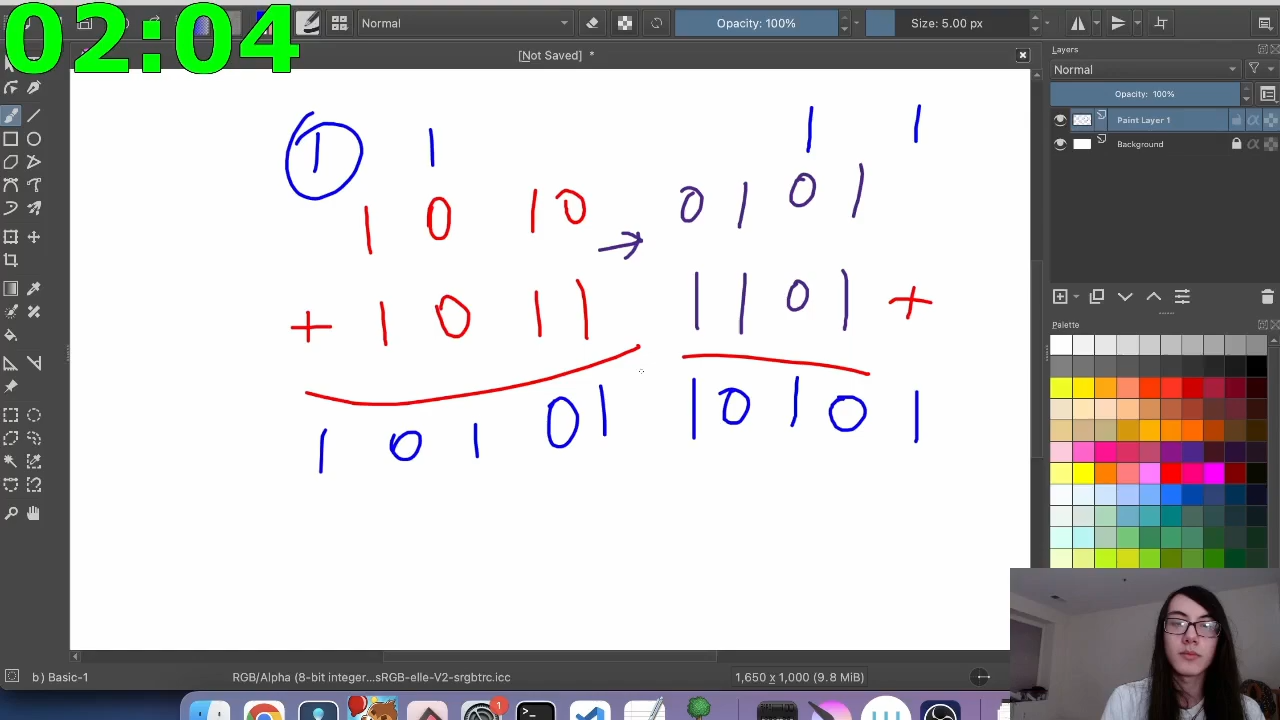 02:04
Normal
Opacity: 100%
Size: 5.00 px
[Not Saved] *
Layers
Normal
Opacity: 100%
Paint Layer 1
Background
Palette
1 1 1 1
1 0 1 0 → 0 1 0 1
+ 1 0 1 1 1 1 0 1 +
1 0 1 0 1 1 0 1 0 1
b) Basic-1
RGB/Alpha (8-bit integer...sRGB-elle-V2-srgbtrc.icc
1,650 x 1,000 (9.8 MiB)
1